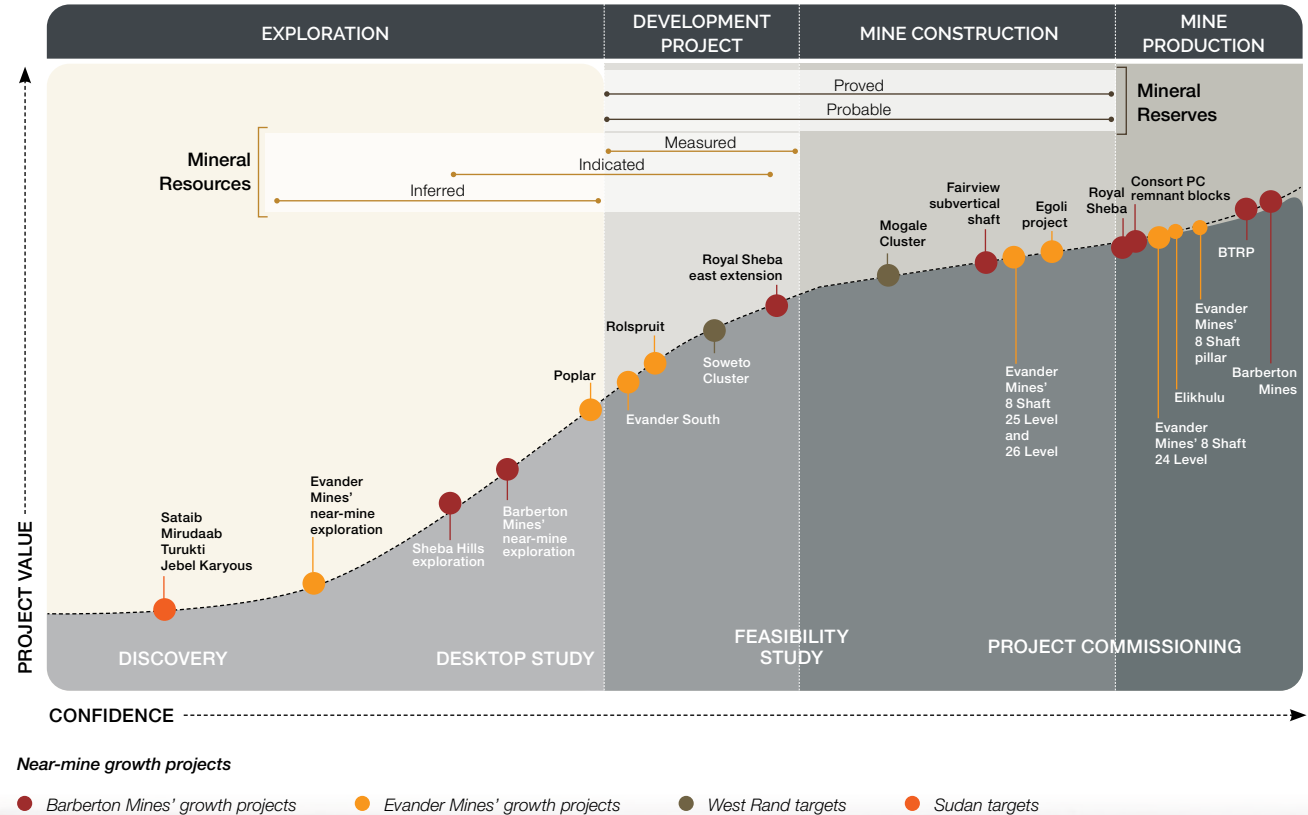 EXPLORATION
DEVELOPMENT
PROJECT
MINE CONSTRUCTION
MINE
PRODUCTION
Proved
Probable
Mineral
Reserves
Measured
Indicated
Inferred
Mineral
Resources
PROJECT VALUE
Sataib
Mirudaab
Turukti
Jebel Karyous
Evander
Mines’
near-mine
exploration
Sheba Hills
exploration
Barberton
Mines’
near-mine
exploration
Poplar
Evander South
Rolspruit
Soweto
Cluster
Royal Sheba
east extension
Mogale
Cluster
Fairview
subvertical
shaft
Evander
Mines’
8 Shaft
25 Level
and
26 Level
Egoli
project
Royal
Sheba
Consort PC
remnant blocks
Evander
Mines’ 8 Shaft
24 Level
Elikhulu
Evander
Mines’
8 Shaft
pillar
BTRP
Barberton
Mines
DISCOVERY
DESKTOP STUDY
FEASIBILITY
STUDY
PROJECT COMMISSIONING
CONFIDENCE
Near-mine growth projects
Barberton Mines’ growth projects
Evander Mines’ growth projects
West Rand targets
Sudan targets